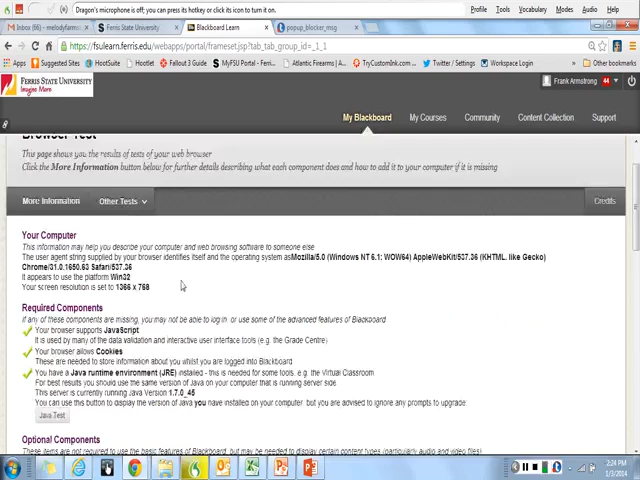 Dragon's microphone is off; you can press its hotkey or click its icon to turn it on.
Profile Tools Vocabulary Modes Audio Help
Inbox (6) - melodyfarms
Ferris State University
Blackboard Learn
popup_blocker_msg
https://fsulearn.ferris.edu/webapps/portal/frameset.jsp?tab_tab_group_id=_1_1
Apps Suggested Sites HootSuite Hootlet Fallout 3 Guide MyFSU Portal - Ferris... Atlantic Firearms | At... TryCustomInk.com Twitter / Settings Workspace Login Other bookmarks
FERRIS STATE UNIVERSITY
Imagine More
Frank Armstrong 44
My Blackboard My Courses Community Content Collection Support
Browser Test
This page shows you the results of tests of your web browser
Click the More Information button below for further details describing what each component does and how to add it to your computer if it is missing
More Information Other Tests Credits
Your Computer
This information may help you describe your computer and web browsing software to someone else
The user agent string supplied by your browser identifies itself and the operating system as Mozilla/5.0 (Windows NT 6.1; WOW64) AppleWebKit/537.36 (KHTML, like Gecko)
Chrome/31.0.1650.63 Safari/537.36
It appears to use the platform Win32
Your screen resolution is set to 1366 x 768
Required Components
If any of these components are missing, you may not be able to log in or use some of the advanced features of Blackboard
Your browser supports JavaScript
It is used by many of the data validation and interactive user interface tools (e.g. the Grade Centre)
Your browser allows Cookies
These are needed to store information about you whilst you are logged into Blackboard
You have a Java runtime environment (JRE) installed - this is needed for some tools, e.g. the Virtual Classroom
For best results you should use the same version of Java on your computer that is running server side.
This server is currently running Java Version 1.7.0_45
You can use this button to display the version of Java you have installed on your computer, but you are advised to ignore any prompts to upgrade.
Java Test
Optional Components
These items are not required to use the basic features of Blackboard, but may be needed to display certain content types (particularly audio and video files).
2:24 PM
1/3/2014